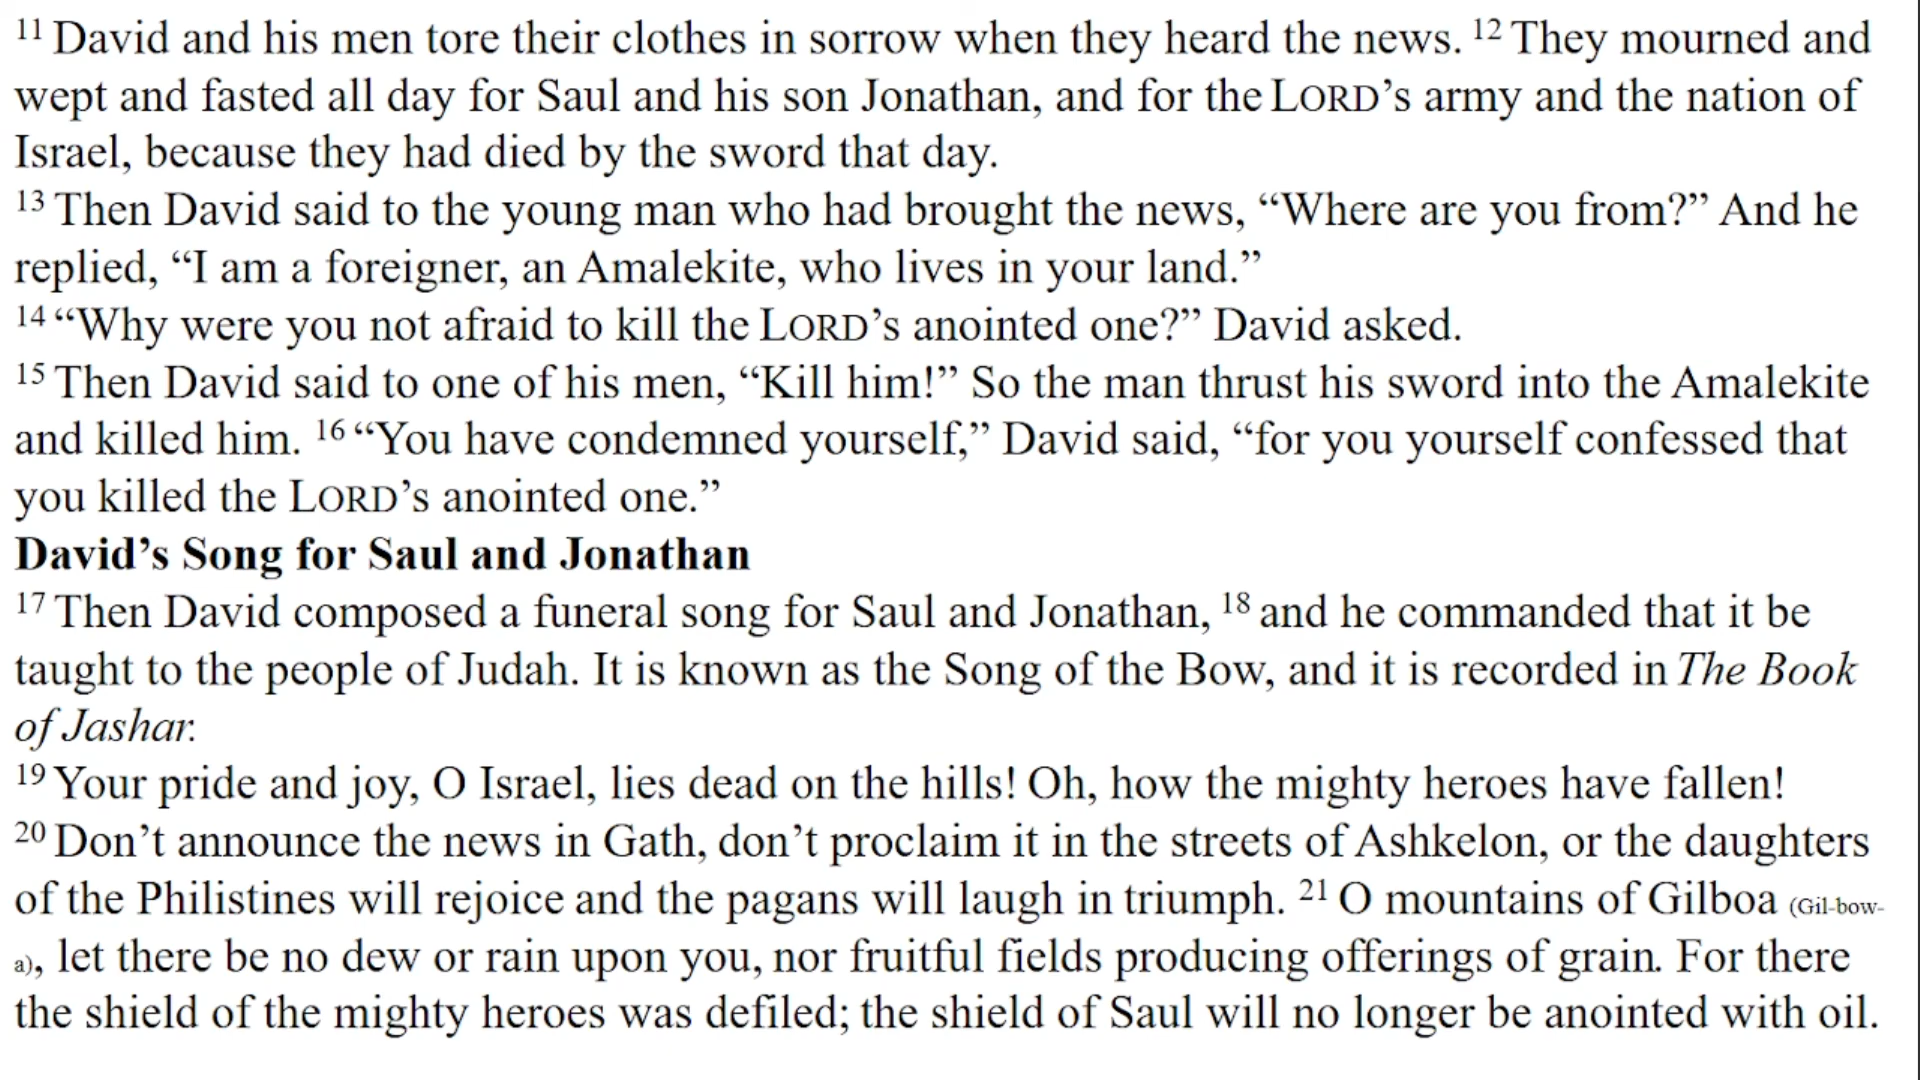 11 David and his men tore their clothes in sorrow when they heard the news. 12 They mourned and
wept and fasted all day for Saul and his son Jonathan, and for the LORD’s army and the nation of
Israel, because they had died by the sword that day.
13 Then David said to the young man who had brought the news, “Where are you from?” And he
replied, “I am a foreigner, an Amalekite, who lives in your land.”
14 “Why were you not afraid to kill the LORD’s anointed one?” David asked.
15 Then David said to one of his men, “Kill him!” So the man thrust his sword into the Amalekite
and killed him. 16 “You have condemned yourself,” David said, “for you yourself confessed that
you killed the LORD’s anointed one.”
David’s Song for Saul and Jonathan
17 Then David composed a funeral song for Saul and Jonathan, 18 and he commanded that it be
taught to the people of Judah. It is known as the Song of the Bow, and it is recorded in The Book
of Jashar.
19 Your pride and joy, O Israel, lies dead on the hills! Oh, how the mighty heroes have fallen!
20 Don’t announce the news in Gath, don’t proclaim it in the streets of Ashkelon, or the daughters
of the Philistines will rejoice and the pagans will laugh in triumph. 21 O mountains of Gilboa (Gil-bow-
a), let there be no dew or rain upon you, nor fruitful fields producing offerings of grain. For there
the shield of the mighty heroes was defiled; the shield of Saul will no longer be anointed with oil.